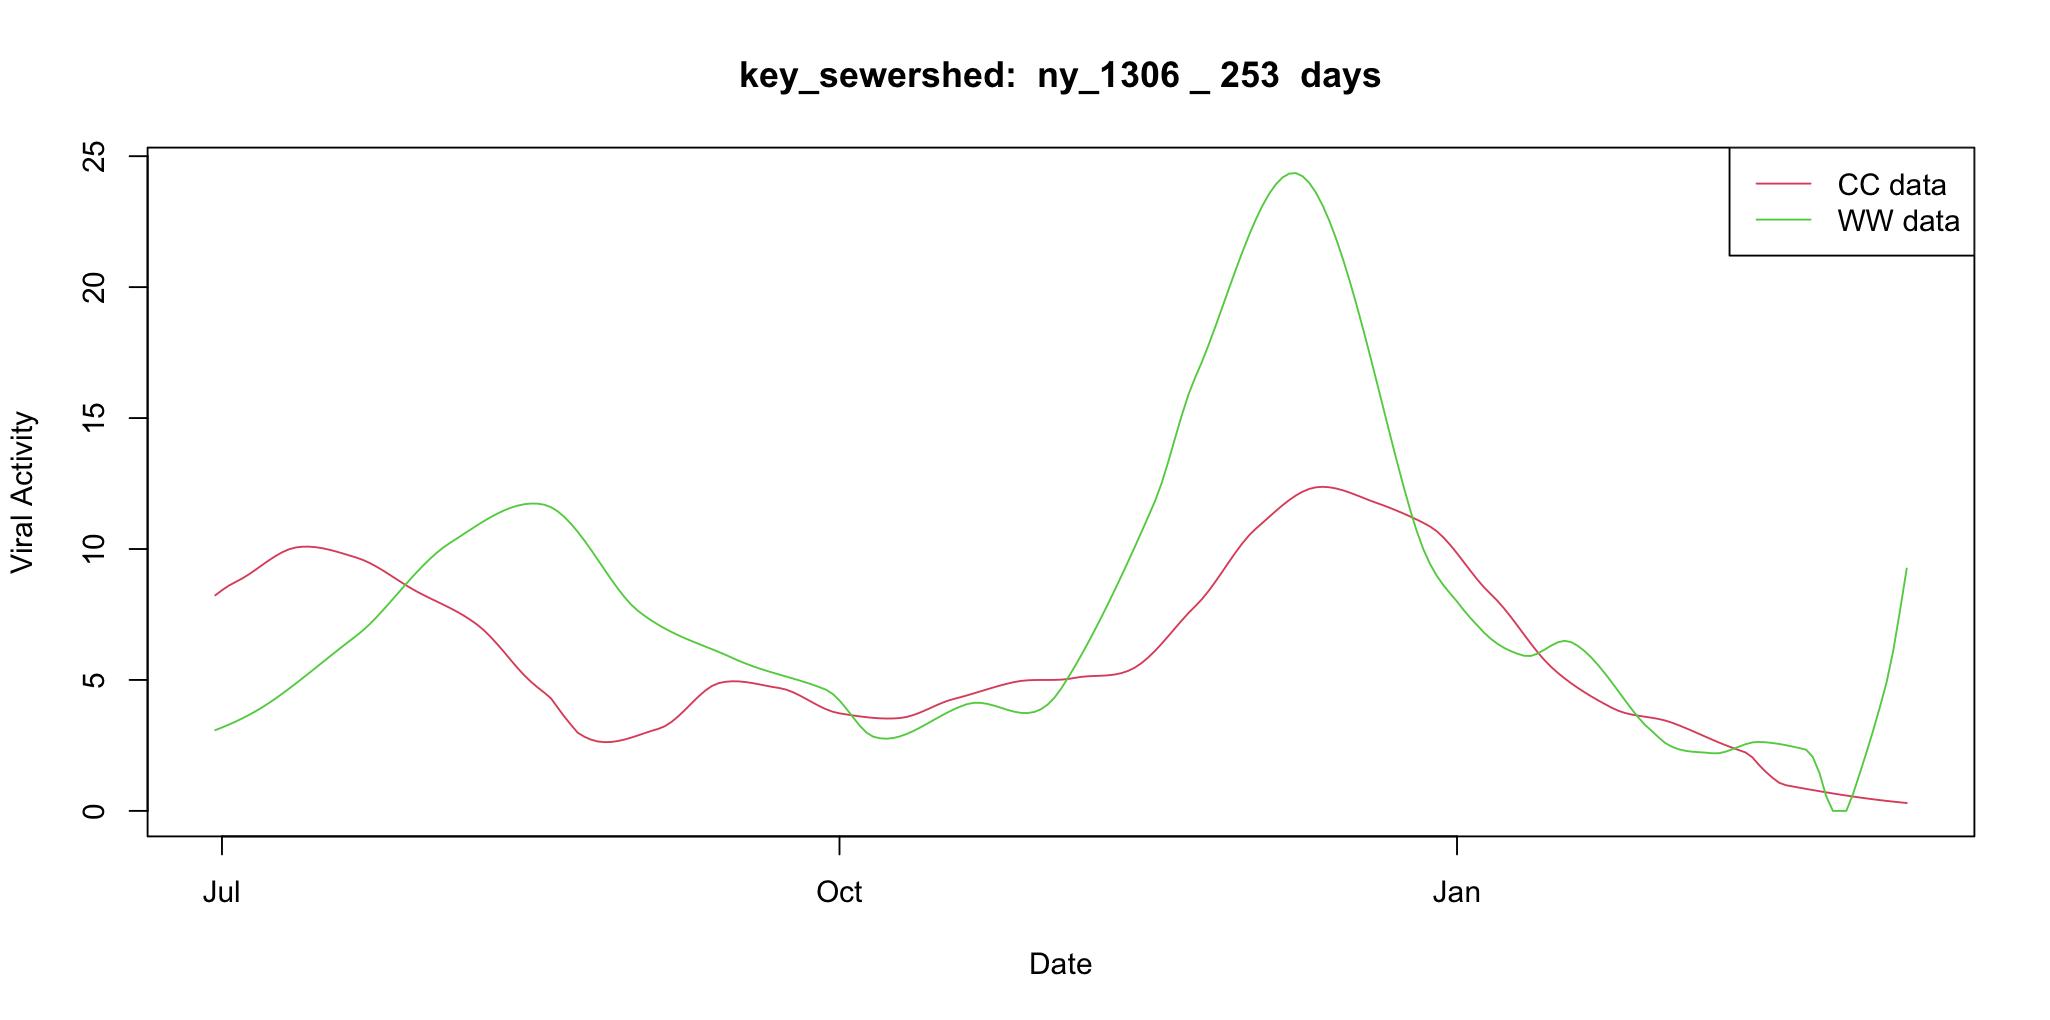 key_sewershed: ny_1306 _ 253 days
CC data
WW data
Viral Activity
25
20
15
10
5
0
Jul Oct Jan
Date